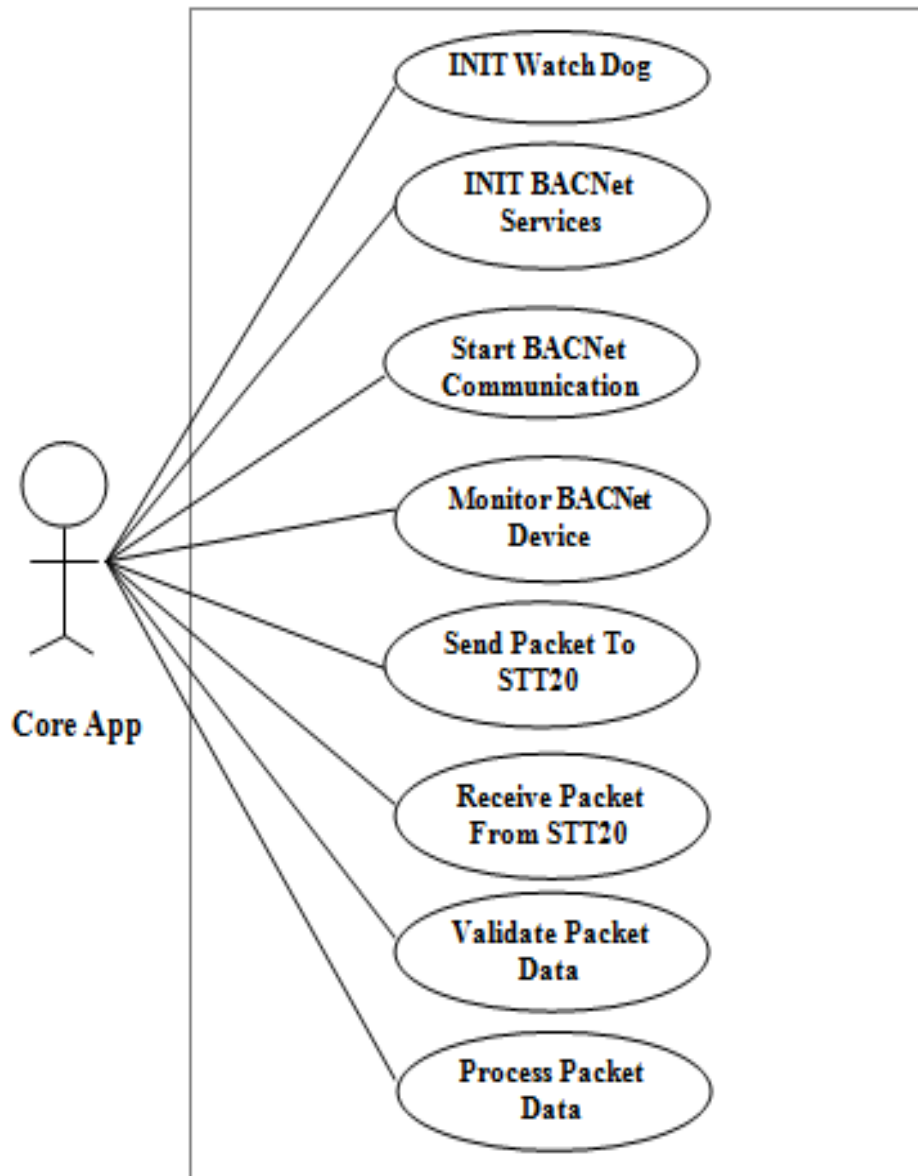 INIT Watch Dog
INIT BACNet
Services
Start BACNet
Communication
Monitor BACNet
Device
Send Packet To
STT20
Core App
Receive Packet
From STT20
Validate Packet
Data
Process Packet
Data